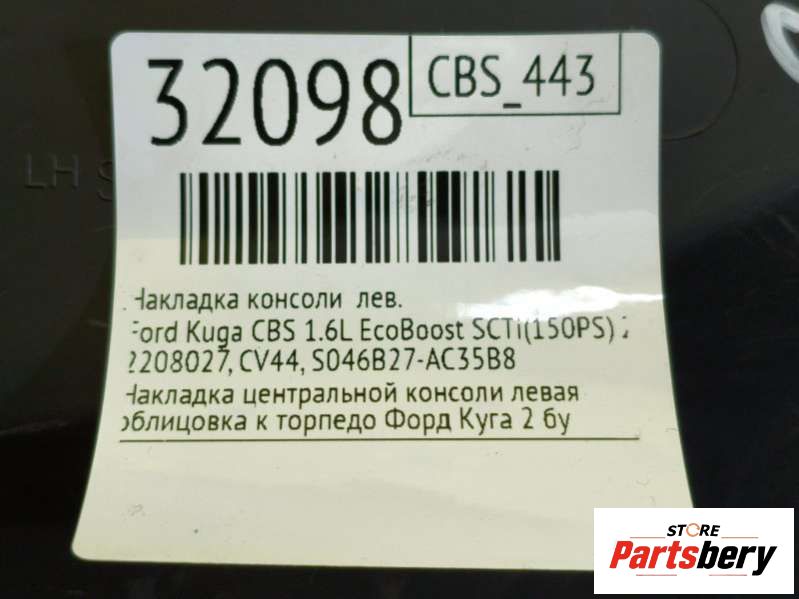 32098
CBS_443
LH
Накладка консоли лев.
Ford Kuga CBS 1.6L EcoBoost SCTi(150PS) 2
2208027, CV44, S046B27-AC35B8
Накладка центральной консоли левая
облицовка к торпедо Форд Куга 2 бу
STORE
Partsbery